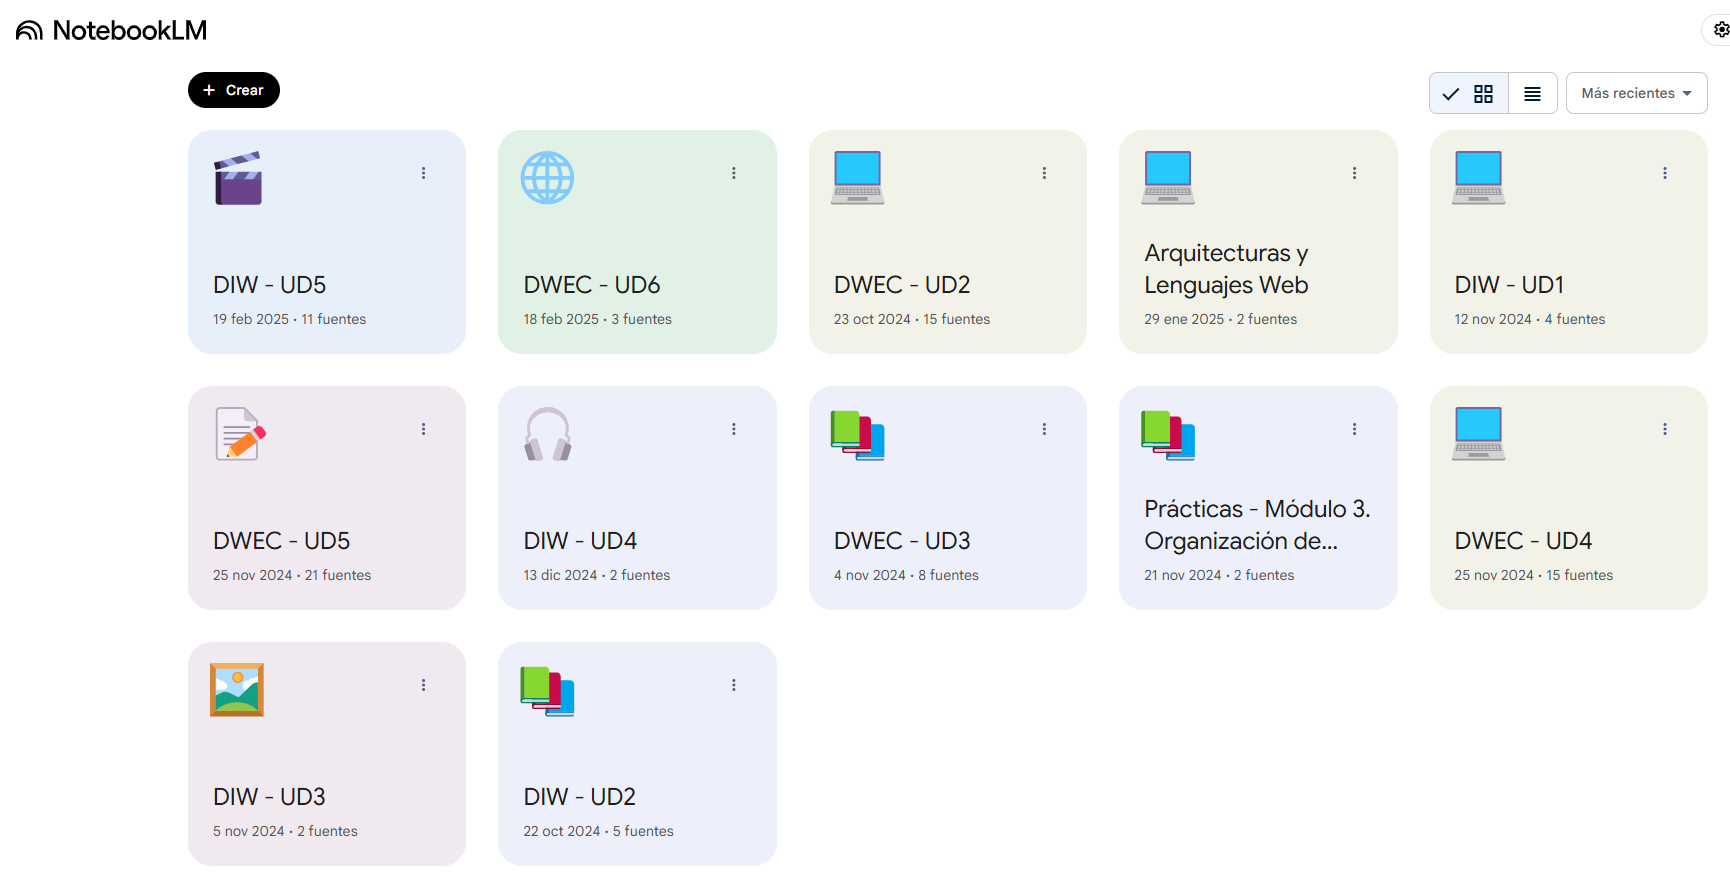 NotebookLM
+ Crear
Más recientes
DIW - UD5
19 feb 2025 • 11 fuentes
DWEC - UD6
18 feb 2025 • 3 fuentes
DWEC - UD2
23 oct 2024 • 15 fuentes
Arquitecturas y
Lenguajes Web
29 ene 2025 • 2 fuentes
DIW - UD1
12 nov 2024 • 4 fuentes
DWEC - UD5
25 nov 2024 • 21 fuentes
DIW - UD4
13 dic 2024 • 2 fuentes
DWEC - UD3
4 nov 2024 • 8 fuentes
Prácticas - Módulo 3.
Organización de...
21 nov 2024 • 2 fuentes
DWEC - UD4
25 nov 2024 • 15 fuentes
DIW - UD3
5 nov 2024 • 2 fuentes
DIW - UD2
22 oct 2024 • 5 fuentes